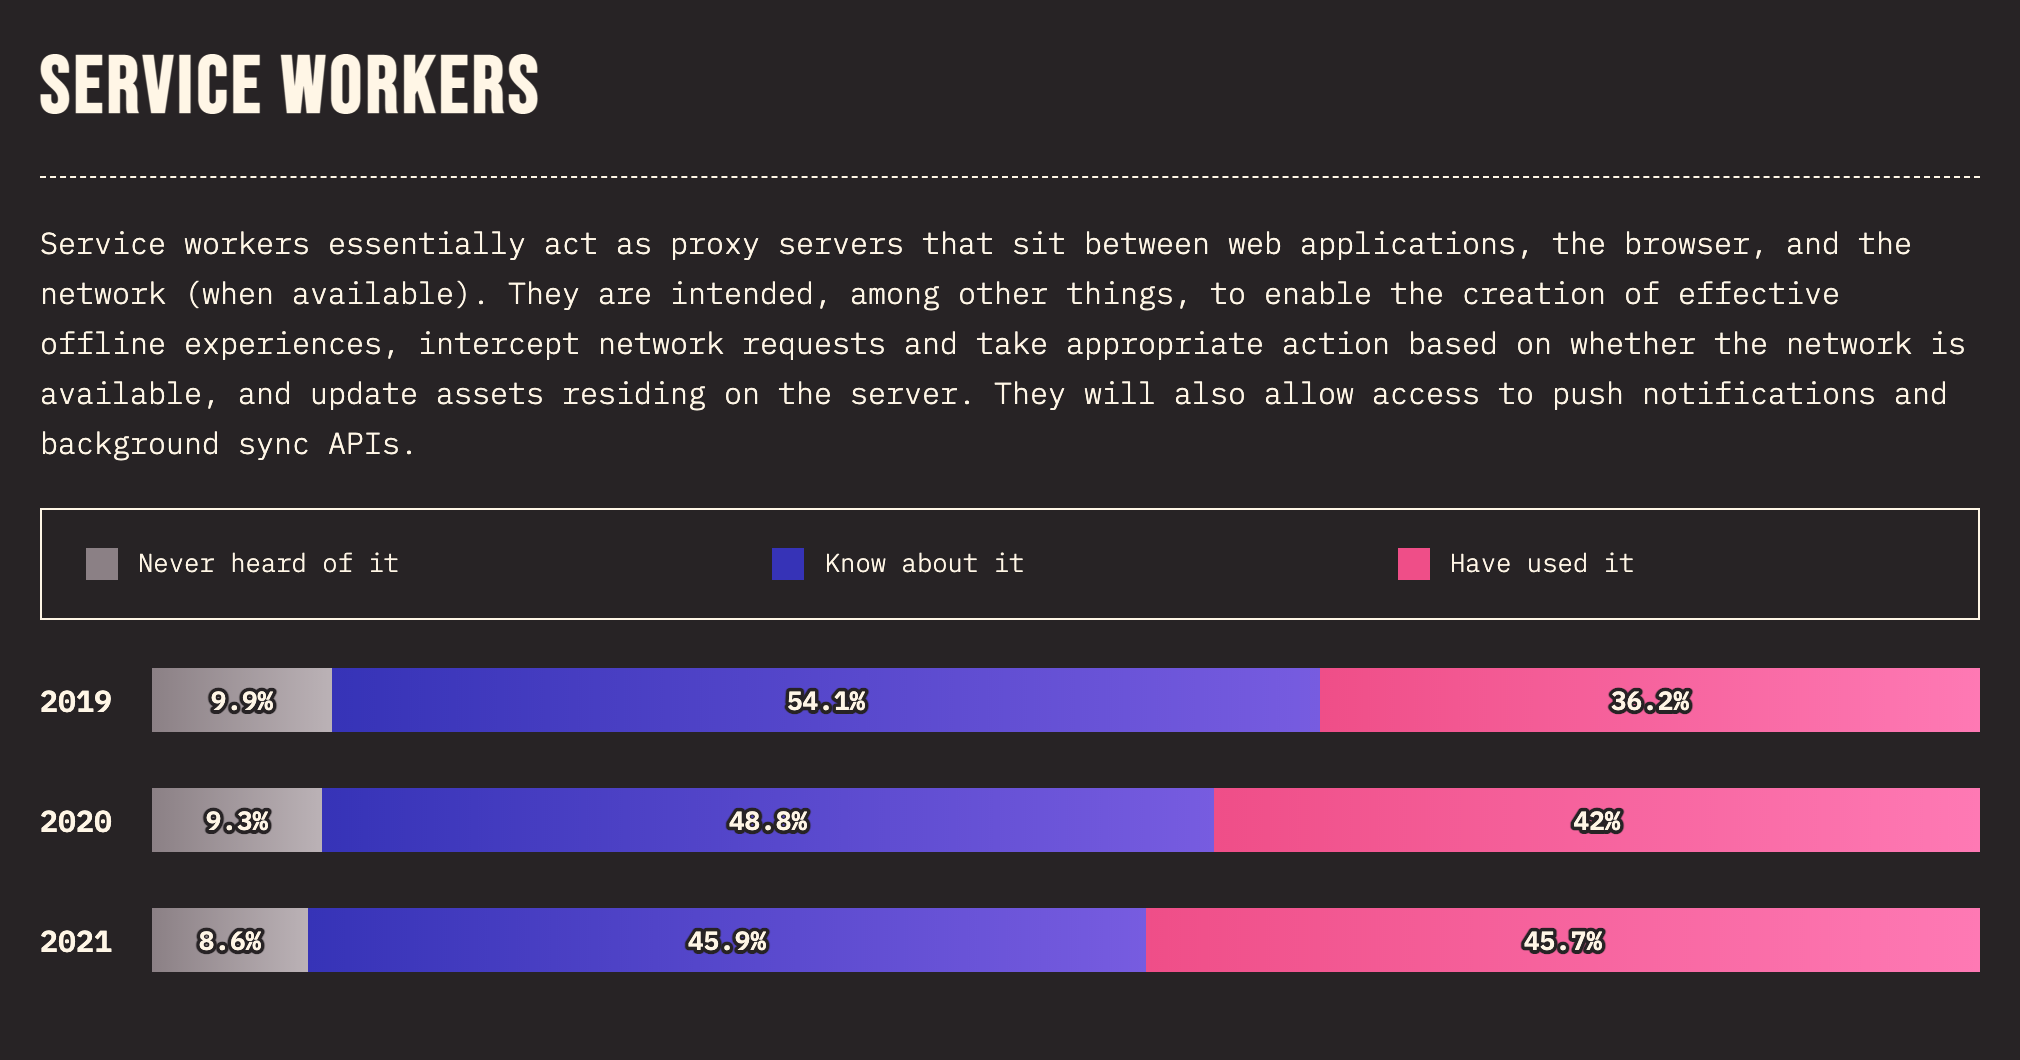 SERVICE WORKERS
Service workers essentially act as proxy servers that sit between web applications, the browser, and the
network (when available). They are intended, among other things, to enable the creation of effective
offline experiences, intercept network requests and take appropriate action based on whether the network is
available, and update assets residing on the server. They will also allow access to push notifications and
background sync APIs.
Never heard of it Know about it Have used it
2019 9.9% 54.1% 36.2%
2020 9.3% 48.8% 42%
2021 8.6% 45.9% 45.7%